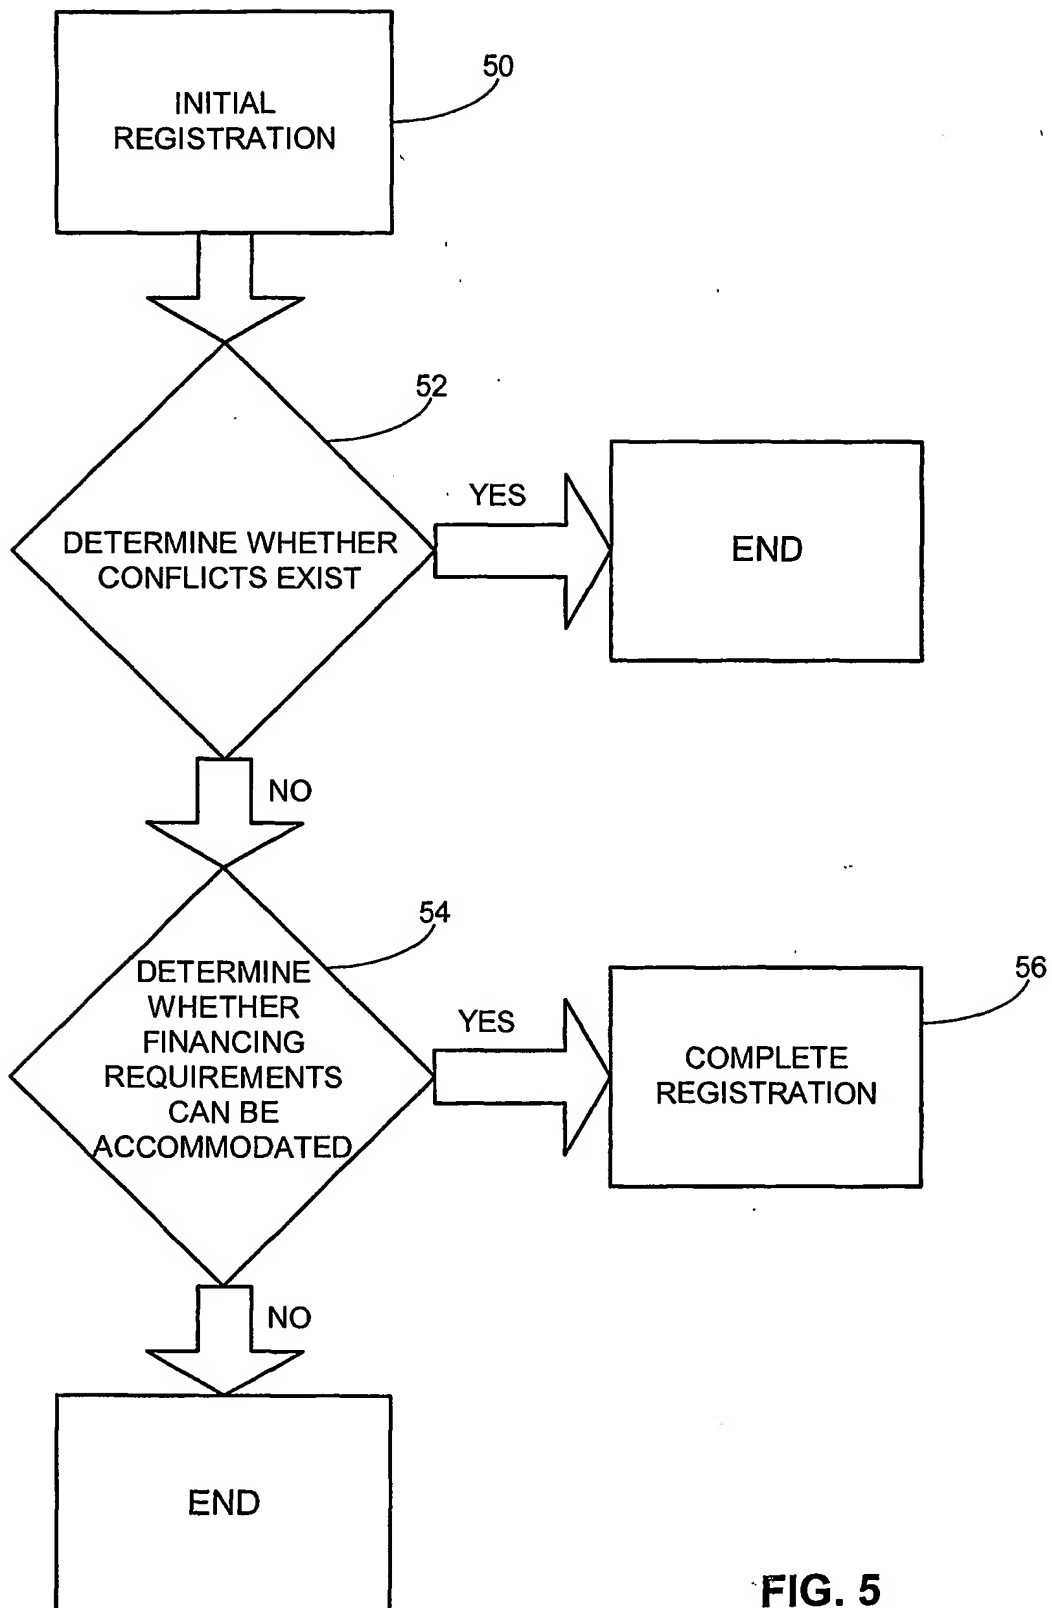 INITIAL
REGISTRATION
50
DETERMINE WHETHER
CONFLICTS EXIST
52
YES
END
NO
DETERMINE
WHETHER
FINANCING
REQUIREMENTS
CAN BE
ACCOMMODATED
54
YES
COMPLETE
REGISTRATION
56
NO
END
FIG. 5